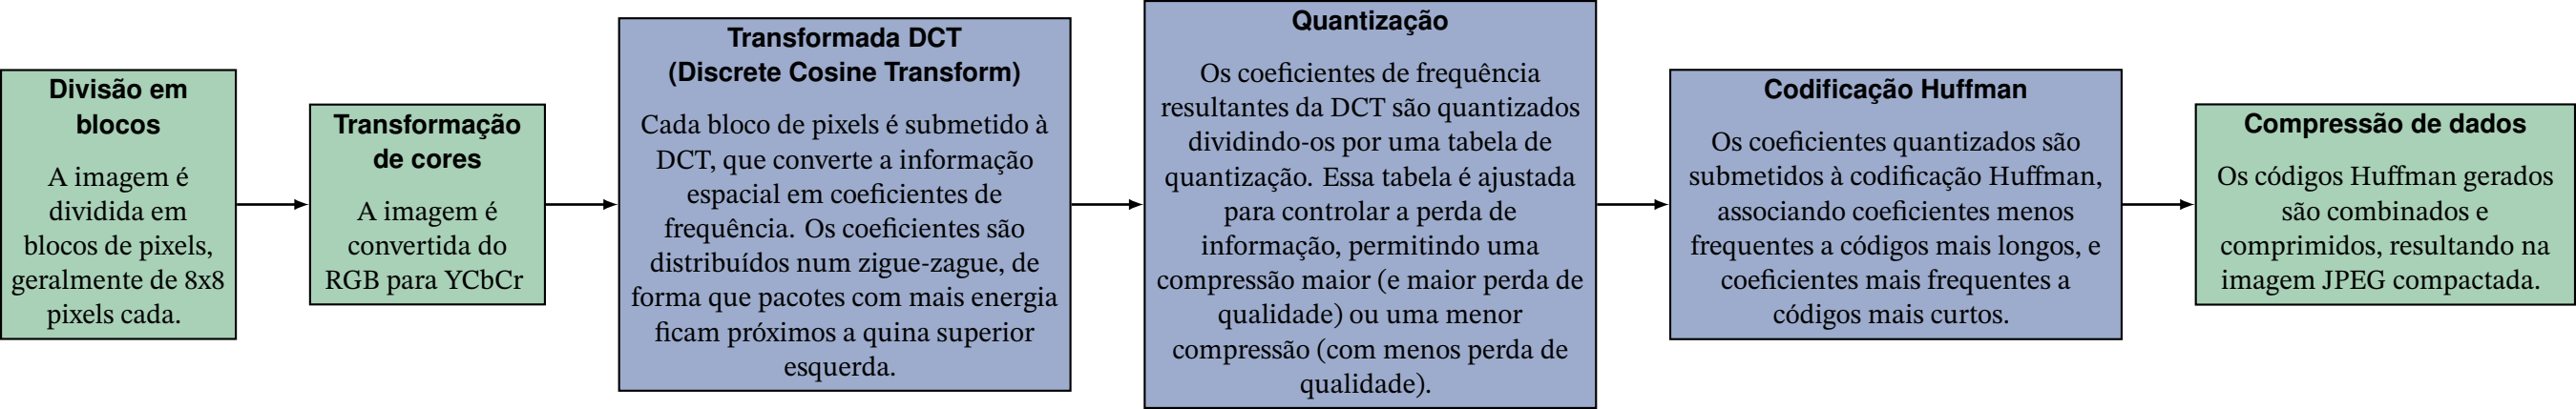 Divisão em
blocos
A imagem é
dividida em
blocos de pixels,
geralmente de 8x8
pixels cada.
Transformação
de cores
A imagem é
convertida do
RGB para YCbCr
Transformada DCT
(Discrete Cosine Transform)
Cada bloco de pixels é submetido à
DCT, que converte a informação
espacial em coeficientes de
frequência. Os coeficientes são
distribuídos num zigue-zague, de
forma que pacotes com mais energia
ficam próximos a quina superior
esquerda.
Quantização
Os coeficientes de frequência
resultantes da DCT são quantizados
dividindo-os por uma tabela de
quantização. Essa tabela é ajustada
para controlar a perda de
informação, permitindo uma
compressão maior (e maior perda de
qualidade) ou uma menor
compressão (com menos perda de
qualidade).
Codificação Huffman
Os coeficientes quantizados são
submetidos à codificação Huffman,
associando coeficientes menos
frequentes a códigos mais longos, e
coeficientes mais frequentes a
códigos mais curtos.
Compressão de dados
Os códigos Huffman gerados
são combinados e
comprimidos, resultando na
imagem JPEG compactada.